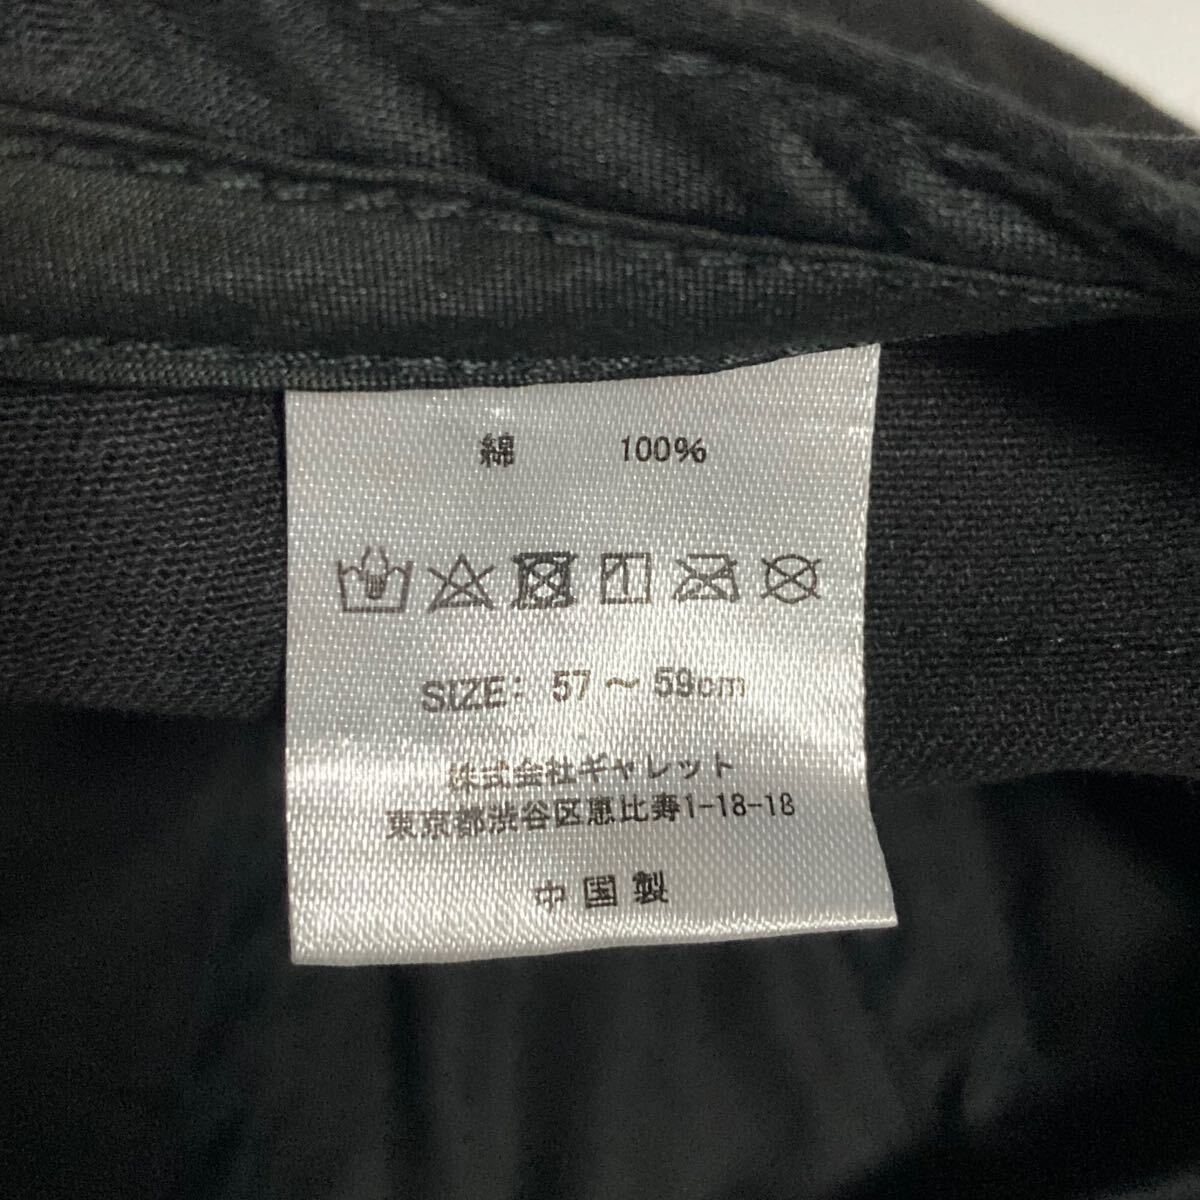 綿 100%
SIZE: 57～59cm
株式会社ギャレット
東京都渋谷区恵比寿1-18-18
中国製